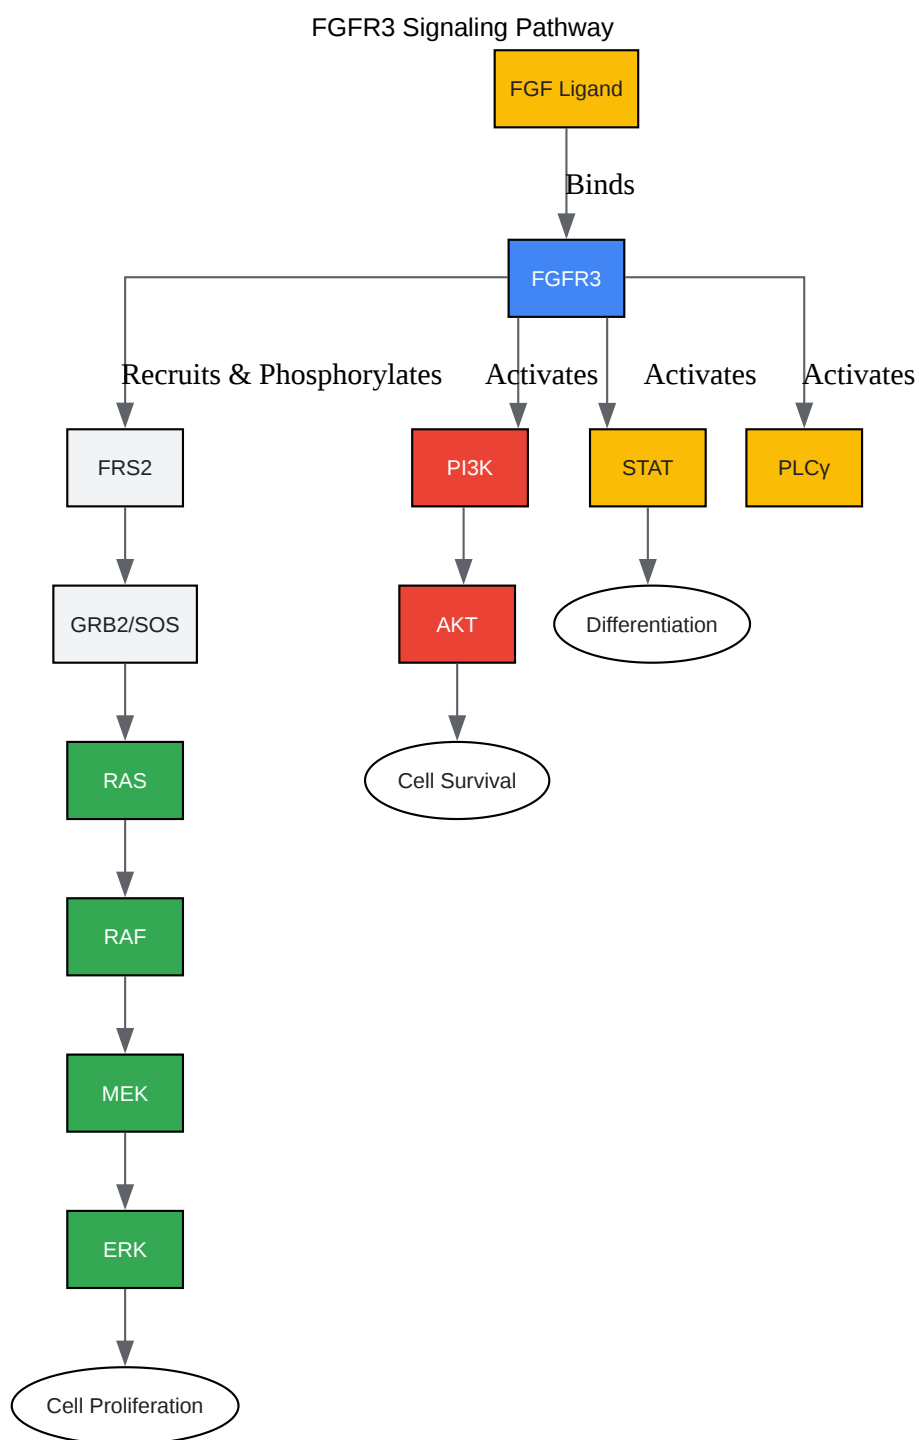 FGFR3 Signaling Pathway
FGF Ligand
Binds
FGFR3
Recruits & Phosphorylates
Activates
Activates
Activates
FRS2
PI3K
STAT
PLCγ
GRB2/SOS
AKT
Differentiation
RAS
Cell Survival
RAF
MEK
ERK
Cell Proliferation